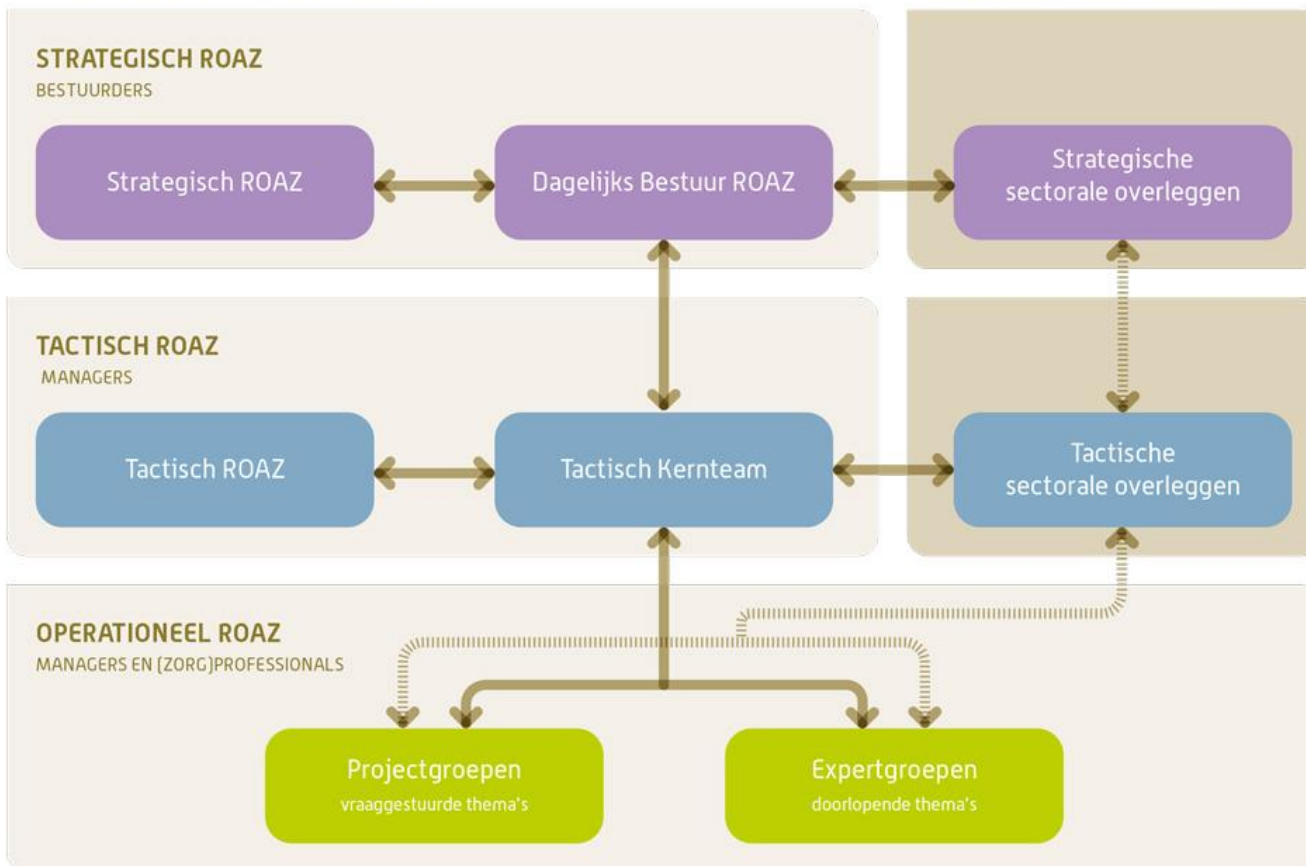 STRATEGISCH ROAZ
BESTUURDERS
Strategisch ROAZ
Dagelijks Bestuur ROAZ
Strategische
sectorale overleggen
TACTISCH ROAZ
MANAGERS
Tactisch ROAZ
Tactisch Kernteam
Tactische
sectorale overleggen
OPERATIONEEL ROAZ
MANAGERS EN (ZORG)PROFESSIONALS
Projectgroepen
vraaggestuurde thema's
Expertgroepen
doorlopende thema's